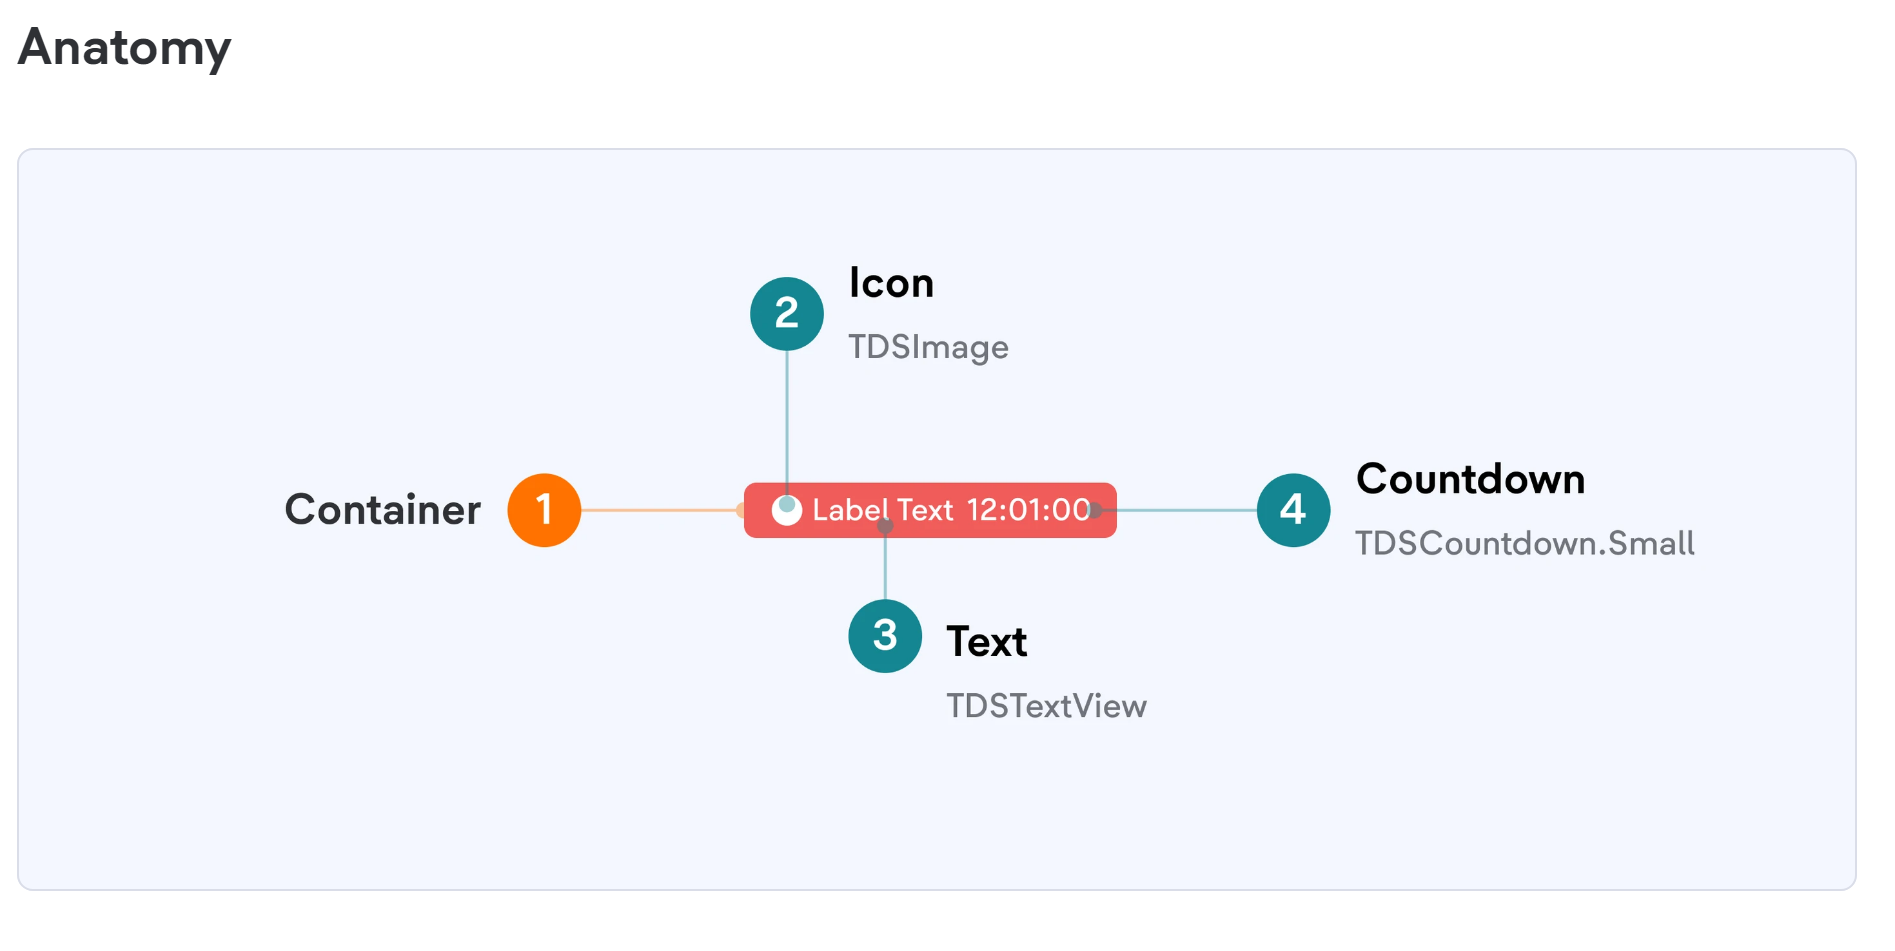 Anatomy
2
Icon
TDSImage
Container
1
Label Text 12:01:00
4
Countdown
TDSCountdown.Small
3
Text
TDSTextView